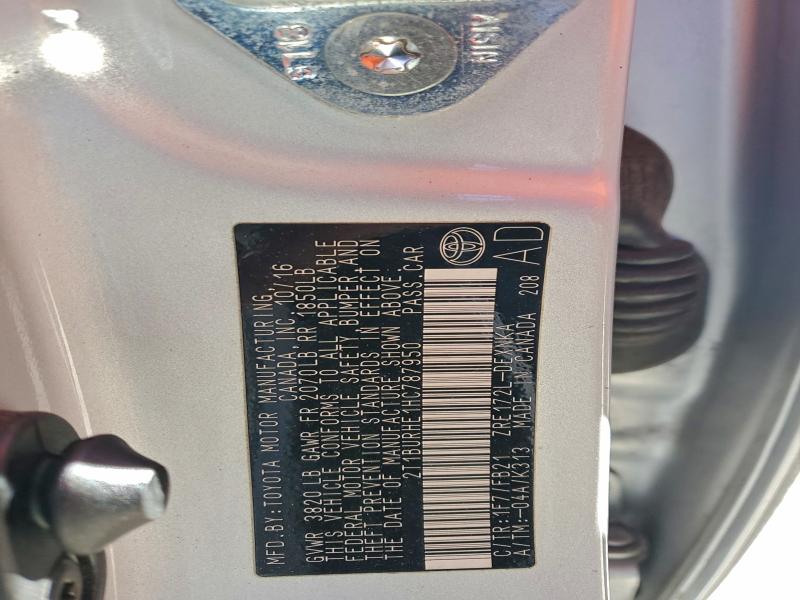 MFD.BY:TOYOTA MOTOR MANUFACTURING
CANADA INC. 10/16
GVWR 3820 LB GAWR FR 2070LB RR 1850LB
THIS VEHICLE CONFORMS TO ALL APPLICABLE
FEDERAL MOTOR VEHICLE SAFETY, BUMPER AND
THEFT PREVENTION STANDARDS IN EFFECT ON
THE DATE OF MANUFACTURE SHOWN ABOVE.
2T1BURHE1HC787950 PASS.CAR
C/TR:1F7/FB21 ZRE172L-DEXNKA
A/TM:-04A/K313 MADE IN CANADA 208
AD
AISIN